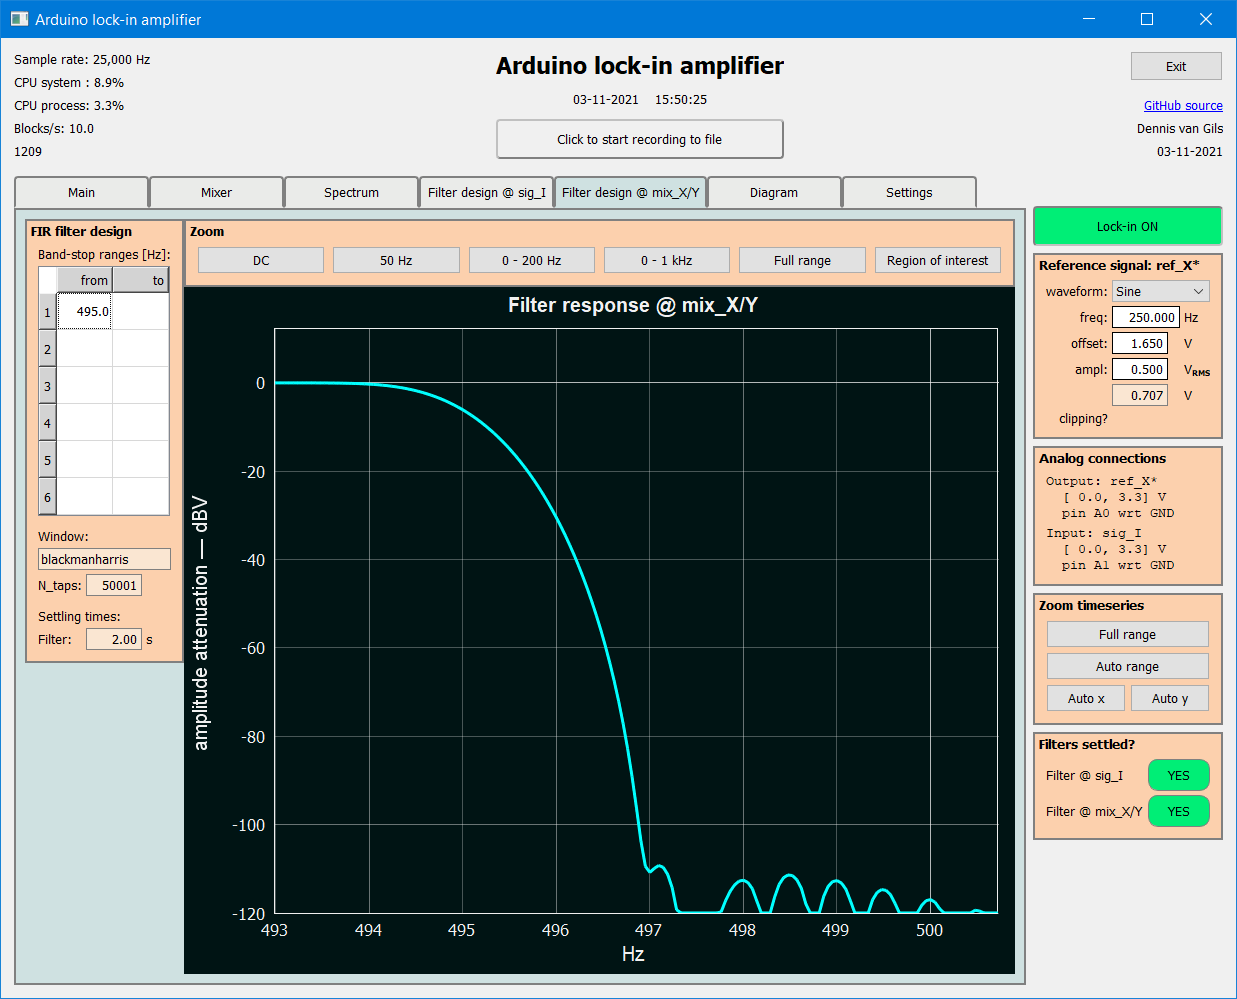 Arduino lock-in amplifier
Sample rate: 25,000 Hz
CPU system : 8.9%
CPU process: 3.3%
Blocks/s: 10.0
1209
Arduino lock-in amplifier
03-11-2021 15:50:25
Click to start recording to file
Exit
GitHub source
Dennis van Gils
03-11-2021
Main
Mixer
Spectrum
Filter design @ sig_I
Filter design @ mix_X/Y
Diagram
Settings
FIR filter design
Band-stop ranges [Hz]:
from to
1 495.0
2
3
4
5
6
Window:
blackmanharris
N_taps: 50001
Settling times:
Filter: 2.00 s
Zoom
DC
50 Hz
0 - 200 Hz
0 - 1 kHz
Full range
Region of interest
Filter response @ mix_X/Y
amplitude attenuation — dBV
0
-20
-40
-60
-80
-100
-120
493 494 495 496 497 498 499 500
Hz
Lock-in ON
Reference signal: ref_X*
waveform: Sine
freq: 250.000 Hz
offset: 1.650 V
ampl: 0.500 VRMS
0.707 V
clipping?
Analog connections
Output: ref_X*
[ 0.0, 3.3] V
pin A0 wrt GND
Input: sig_I
[ 0.0, 3.3] V
pin A1 wrt GND
Zoom timeseries
Full range
Auto range
Auto x Auto y
Filters settled?
Filter @ sig_I YES
Filter @ mix_X/Y YES